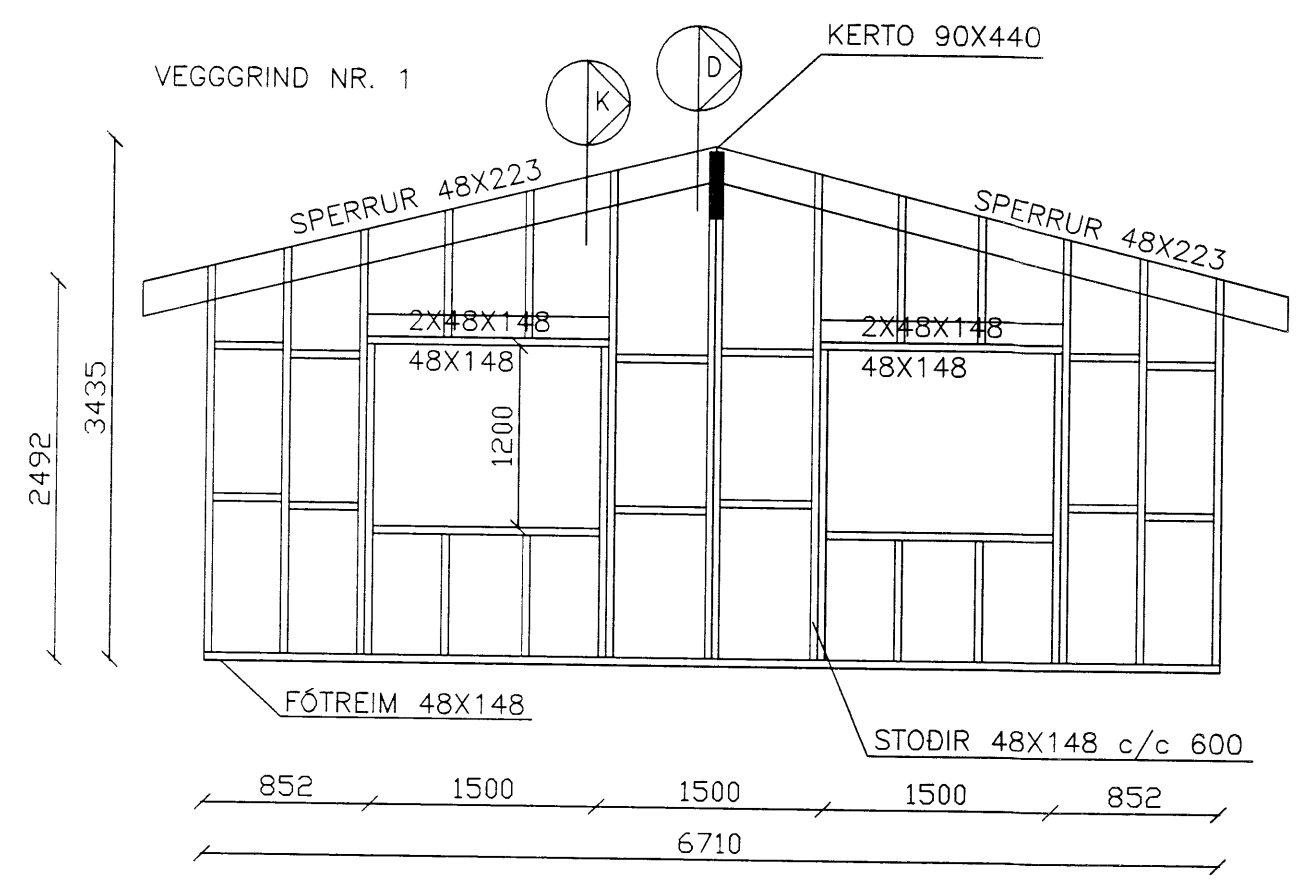 KERTO 90X440
D
K
VEGGGRIND NR. 1
SPERRUR 48X223
SPERRUR 48X223
2X48X148
48X148
2X48X148
48X148
1200
3435
2492
FÓTREIM 48X148
STOÐIR 48X148 c/c 600
852
1500
1500
1500
852
6710